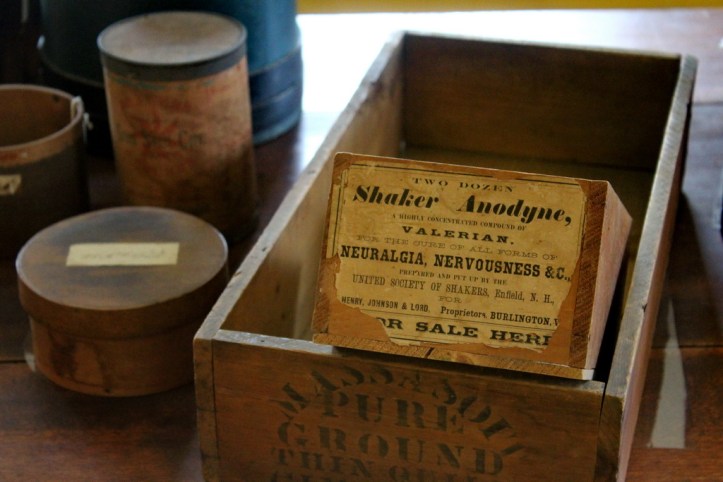 TWO DOZEN
Shaker Anodyne,
A HIGHLY CONCENTRATED COMPOUND OF
VALERIAN.
FOR THE CURE OF ALL FORMS OF
NEURALGIA, NERVOUSNESS &C.,
PREPARED AND PUT UP BY THE
UNITED SOCIETY OF SHAKERS, Enfield, N. H.,
FOR
HENRY, JOHNSON & LORD, Proprietors, BURLINGTON, V
OR SALE HERE
PURE
GROUND
THIN